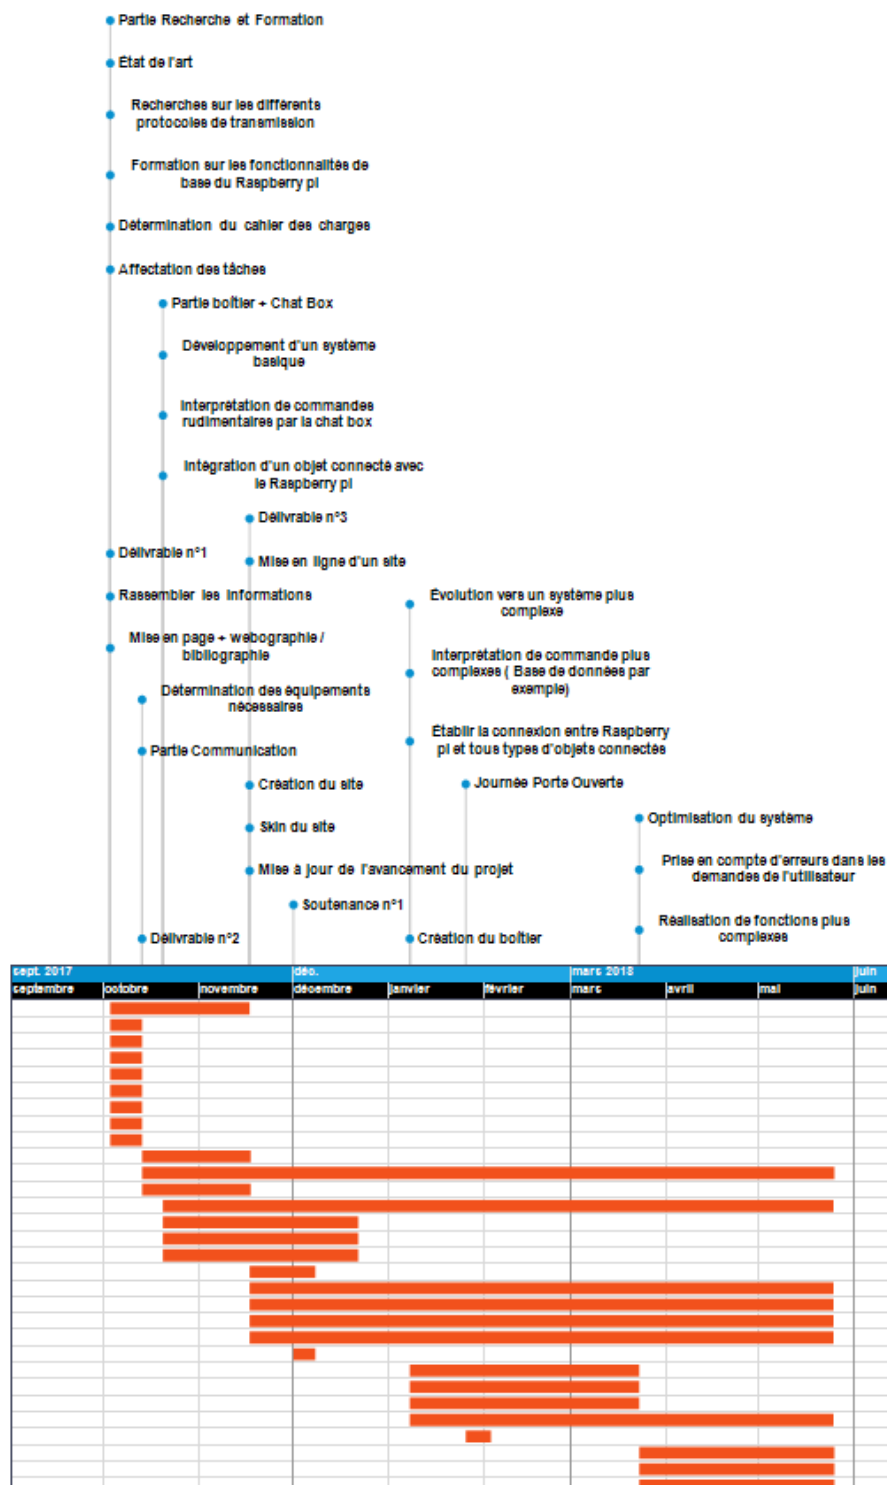 Partie Recherche et Formation
État de l'art
Recherches sur les différents
protocoles de transmission
Formation sur les fonctionnalités de
base du Raspberry pi
Détermination du cahier des charges
Affectation des tâches
Partie boîtier + Chat Box
Développement d'un système
basique
Interprétation de commandes
rudimentaires par la chat box
Intégration d'un objet connecté avec
le Raspberry pi
Délivrable n°3
Délivrable n°1
Mise en ligne d'un site
Rassembler les informations
Évolution vers un système plus
complexe
Mise en page + webographie /
bibliographie
Interprétation de commande plus
complexes ( Base de données par
exemple)
Détermination des équipements
nécessaires
Établir la connexion entre Raspberry
pi et tous types d'objets connectés
Partie Communication
Création du site
Journée Porte Ouverte
Optimisation du système
Skin du site
Mise à jour de l'avancement du projet
Prise en compte d'erreurs dans les
demandes de l'utilisateur
Soutenance n°1
Réalisation de fonctions plus
complexes
Délivrable n°2
Création du boîtier
sept. 2017 déc. mars 2018 juin
septembre octobre novembre décembre janvier février mars avril mai juin